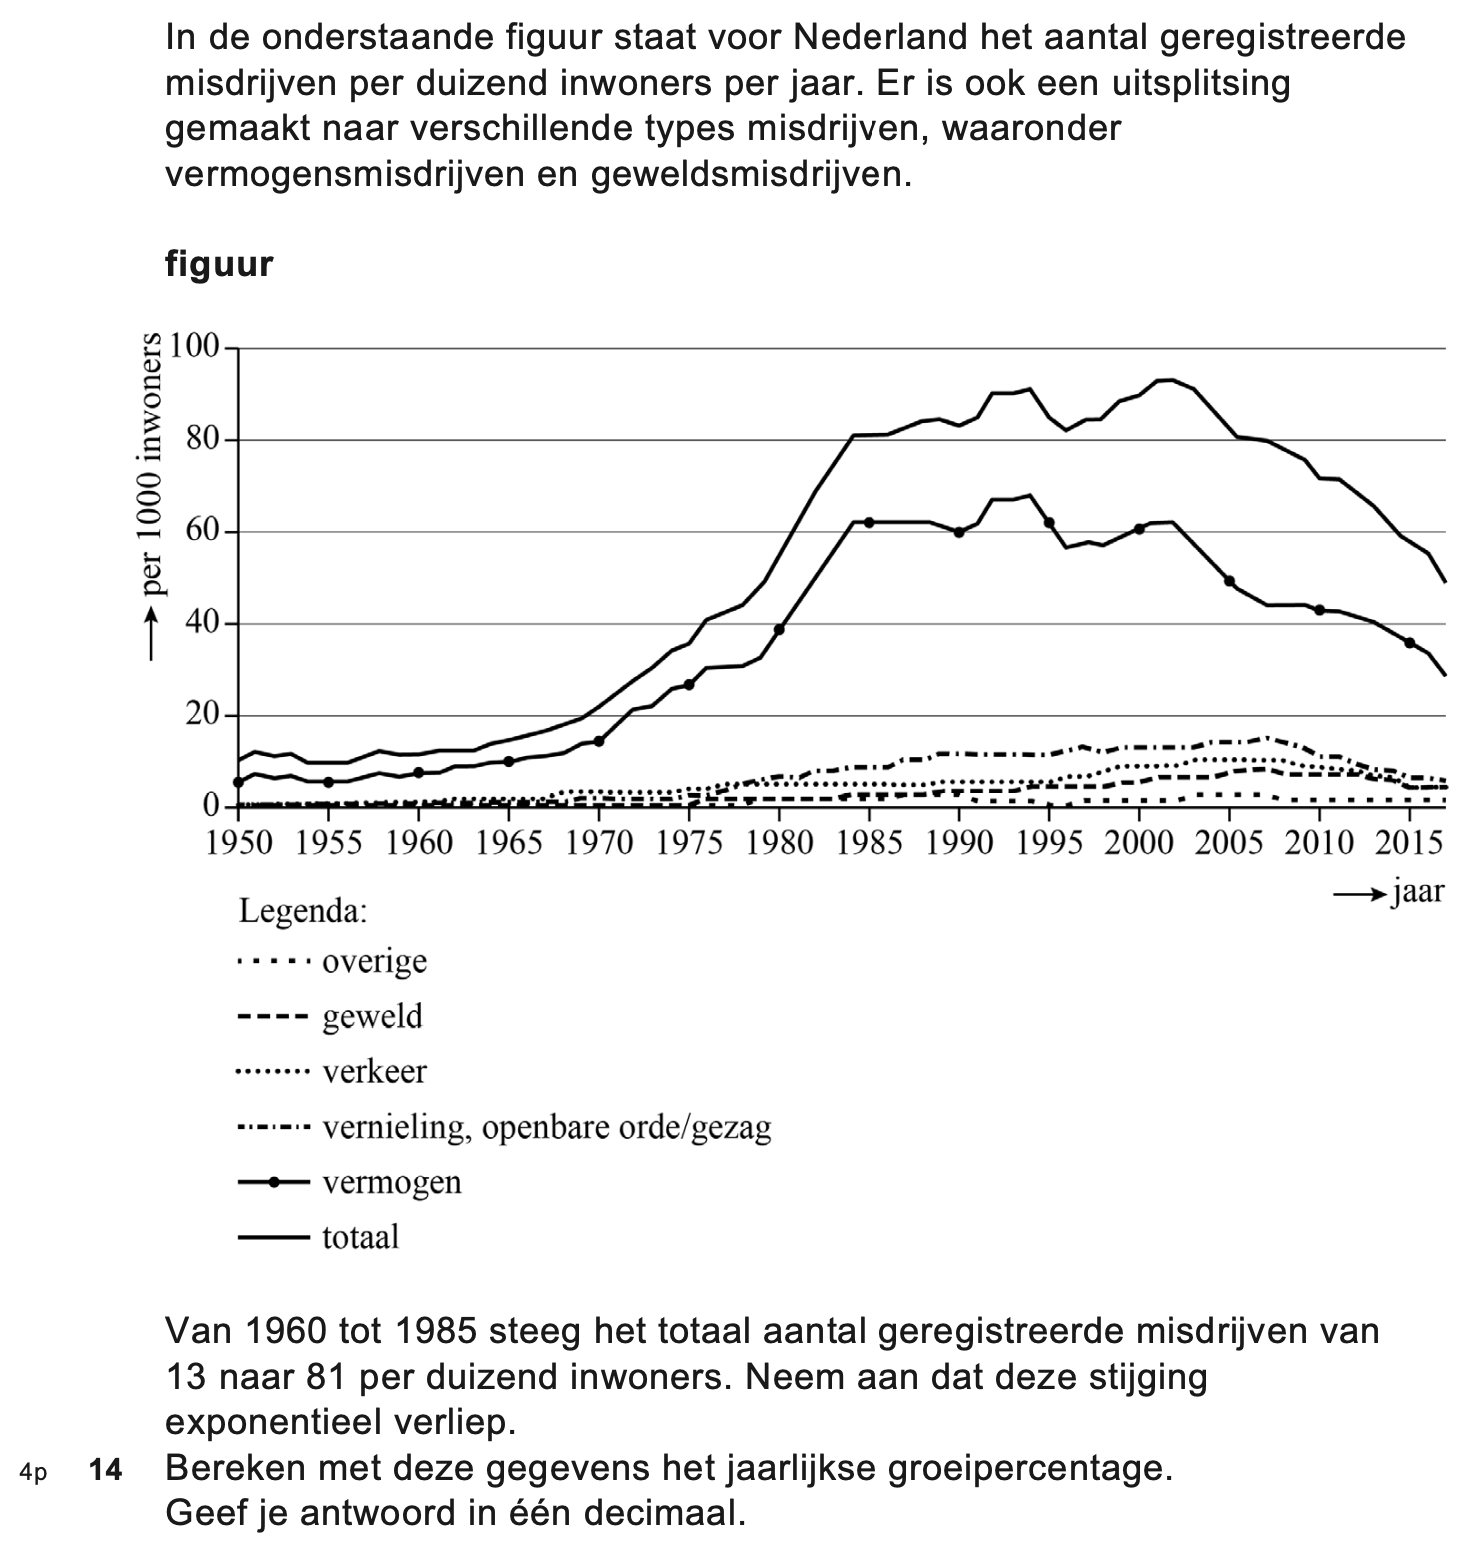 In de onderstaande figuur staat voor Nederland het aantal geregistreerde
misdrijven per duizend inwoners per jaar. Er is ook een uitsplitsing
gemaakt naar verschillende types misdrijven, waaronder
vermogensmisdrijven en geweldsmisdrijven.
figuur
per 1000 inwoners
100
80
60
40
20
0
1950 1955 1960 1965 1970 1975 1980 1985 1990 1995 2000 2005 2010 2015
jaar
Legenda:
overige
geweld
verkeer
vernieling, openbare orde/gezag
vermogen
totaal
Van 1960 tot 1985 steeg het totaal aantal geregistreerde misdrijven van
13 naar 81 per duizend inwoners. Neem aan dat deze stijging
exponentieel verliep.
4p 14 Bereken met deze gegevens het jaarlijkse groeipercentage.
Geef je antwoord in één decimaal.